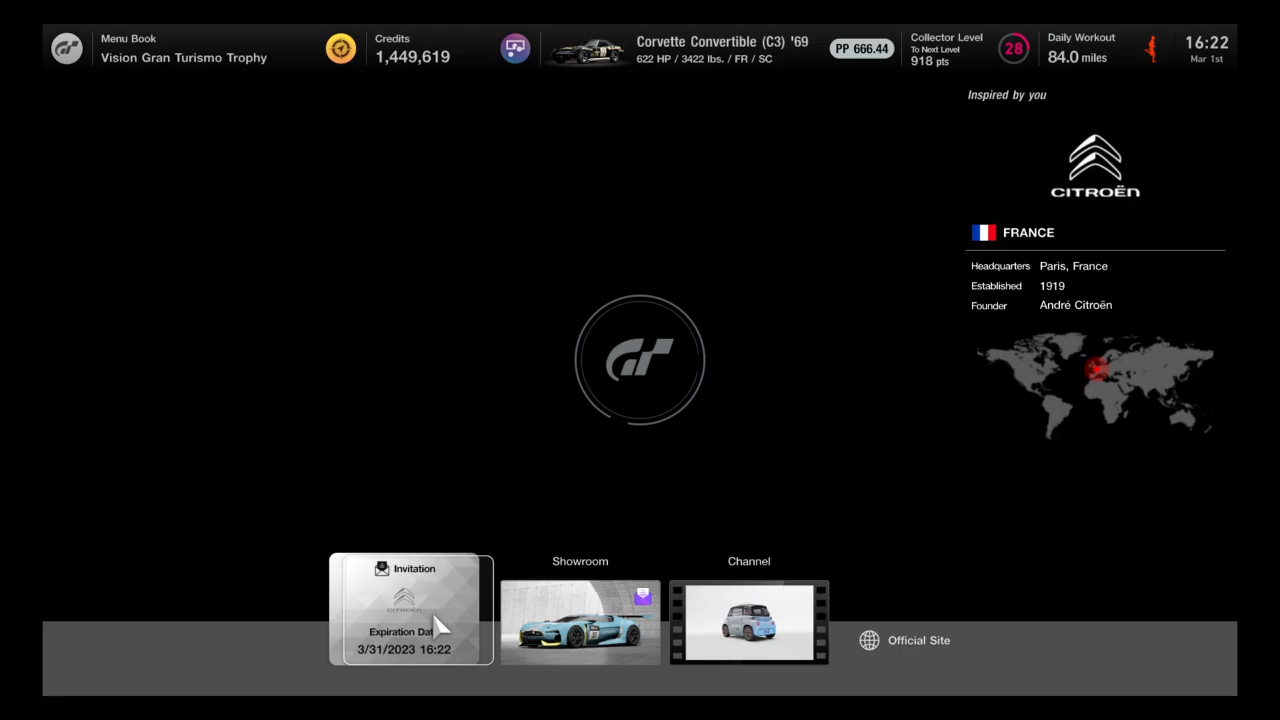 Menu Book
Vision Gran Turismo Trophy
Credits
1,449,619
Corvette Convertible (C3) '69
622 HP / 3422 lbs. / FR / SC
PP 666.44
Collector Level
To Next Level
918 pts
28
Daily Workout
84.0 miles
16:22
Mar 1st
Inspired by you
CITROËN
FRANCE
Headquarters Paris, France
Established 1919
Founder André Citroën
Invitation
CITROËN
Expiration Dat
3/31/2023 16:22
Showroom
Channel
Official Site